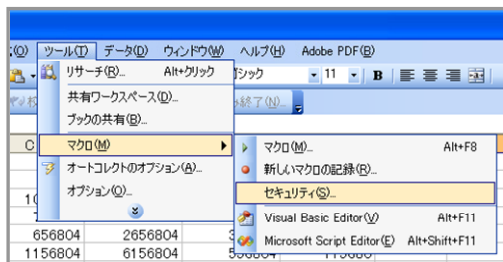 (O) ツール(T) データ(D) ウィンドウ(W) ヘルプ(H) Adobe PDF(B)
リサーチ(R)... Alt+クリック
11 B
共有ワークスペース(D)...
終了(N)...
ブックの共有(B)...
C マクロ(M)
マクロ(M)... Alt+F8
オートコレクトのオプション(A)...
新しいマクロの記録(R)...
オプション(O)...
セキュリティ(S)...
Visual Basic Editor(V) Alt+F11
656804 2656804
Microsoft Script Editor(E) Alt+Shift+F11
1156804 6156804